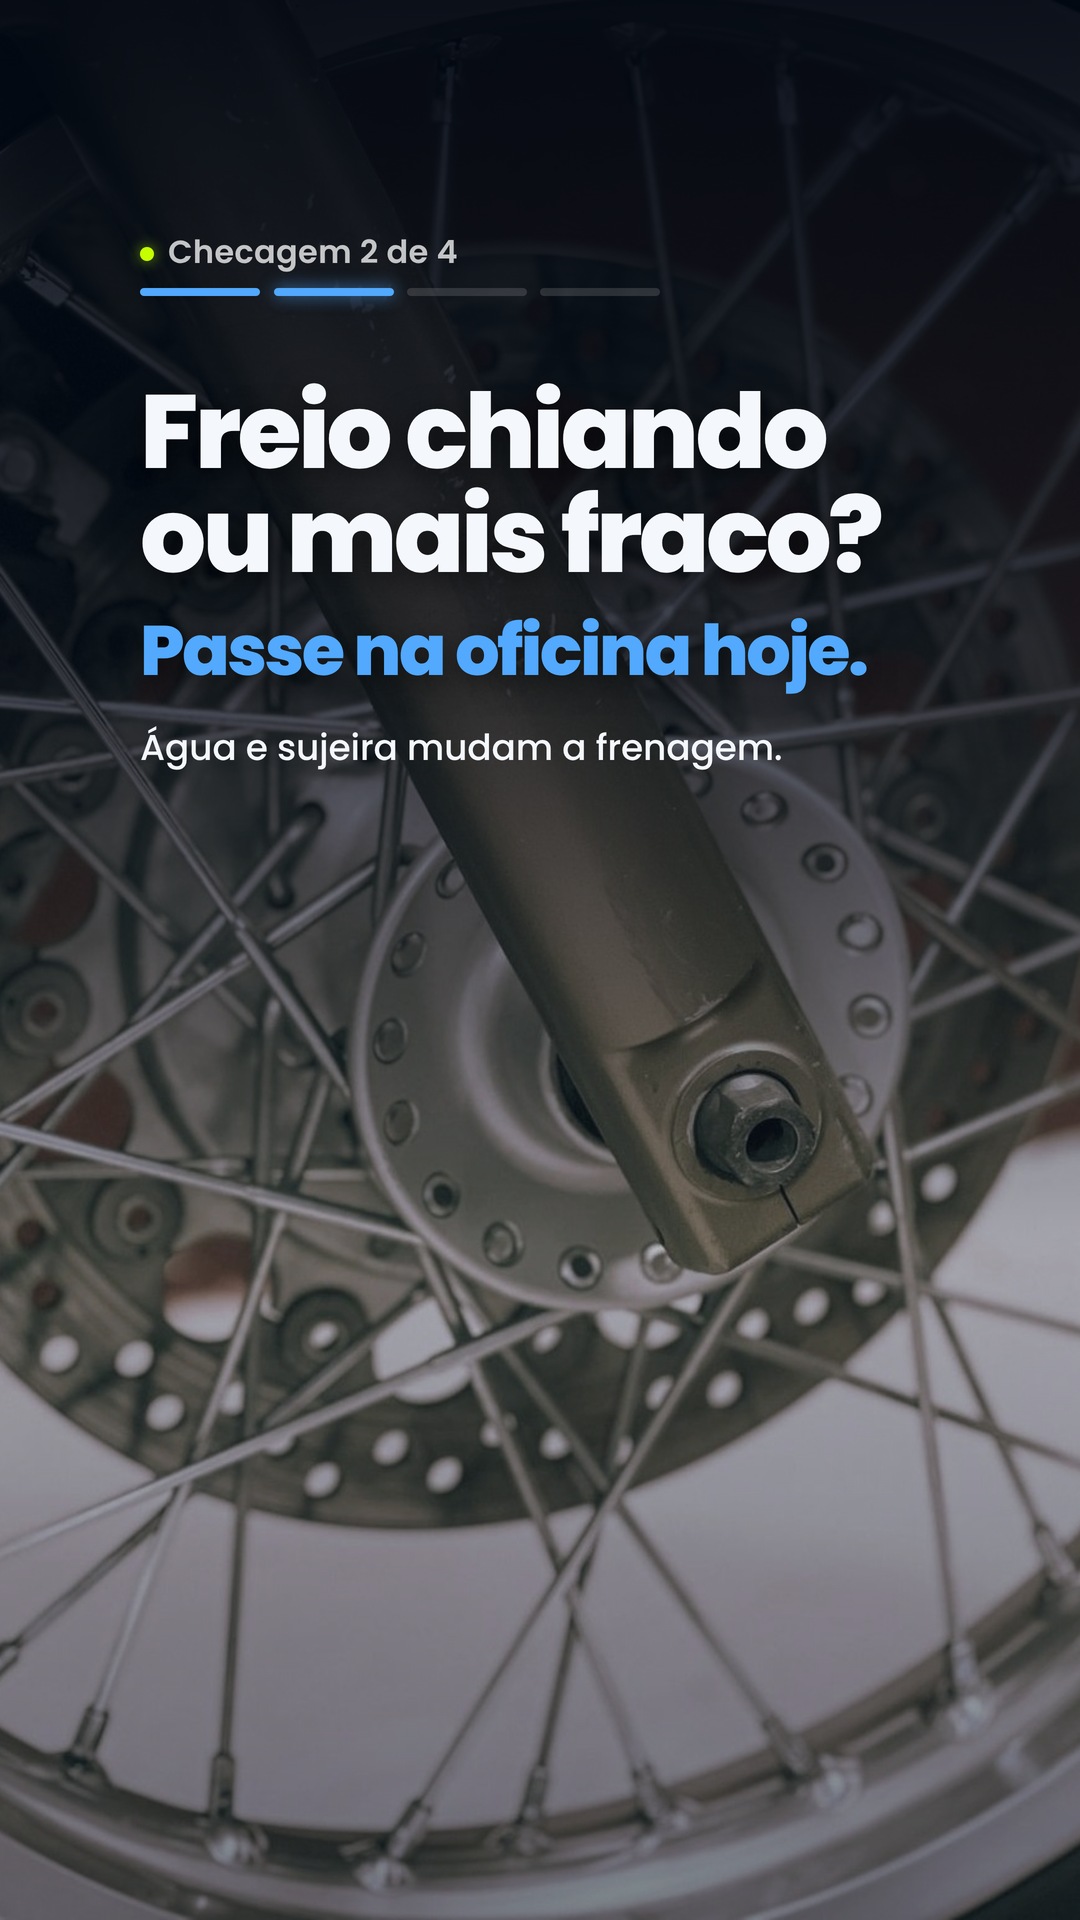 Checagem 2 de 4
Freio chiando
ou mais fraco?
Passe na oficina hoje.
Água e sujeira mudam a frenagem.